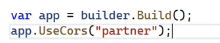 var app = builder.Build();
app.UseCors("partner");